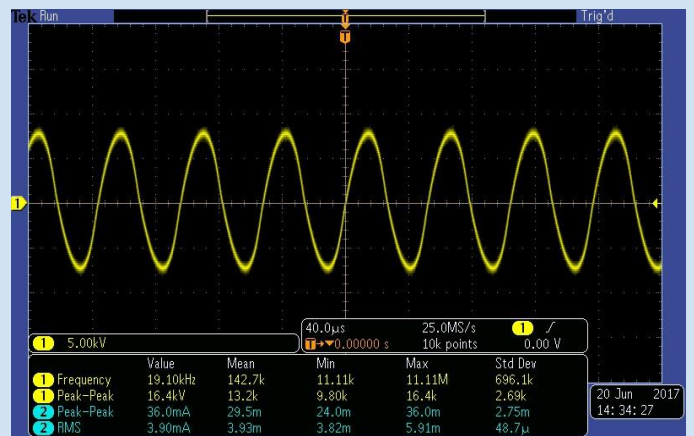 Tek Run Trig'd
T
T
1
1 5.00kV
40.0µs 25.0MS/s 1 ∫
T→▼0.00000 s 10k points 0.00 V
Value Mean Min Max Std Dev
1 Frequency 19.10kHz 142.7k 11.11k 11.11M 696.1k
1 Peak-Peak 16.4kV 13.2k 9.80k 16.4k 2.69k
2 Peak-Peak 36.0mA 29.5m 24.0m 36.0m 2.75m
2 RMS 3.90mA 3.93m 3.82m 5.91m 48.7µ
20 Jun 2017
14:34:27